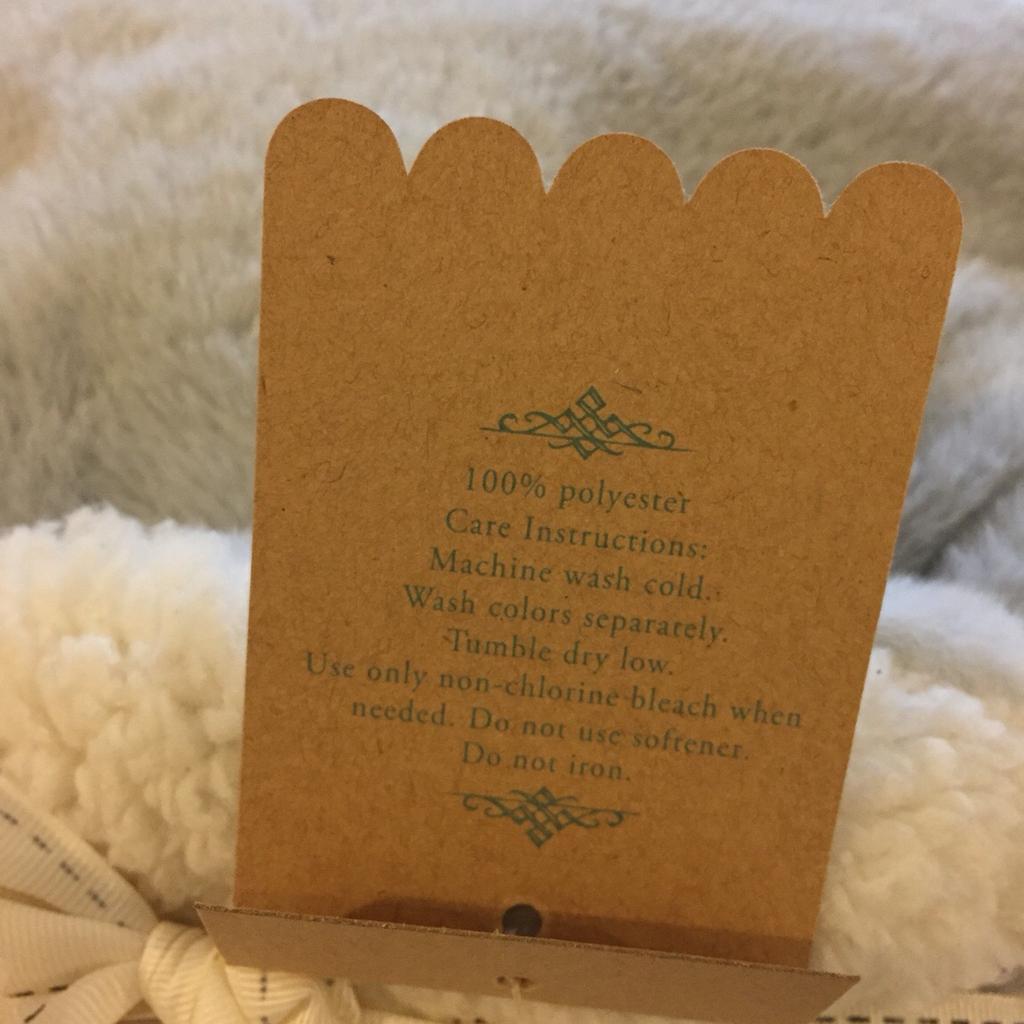 100% polyester
Care Instructions:
Machine wash cold.
Wash colors separately.
Tumble dry low.
Use only non-chlorine bleach when
needed. Do not use softener.
Do not iron.